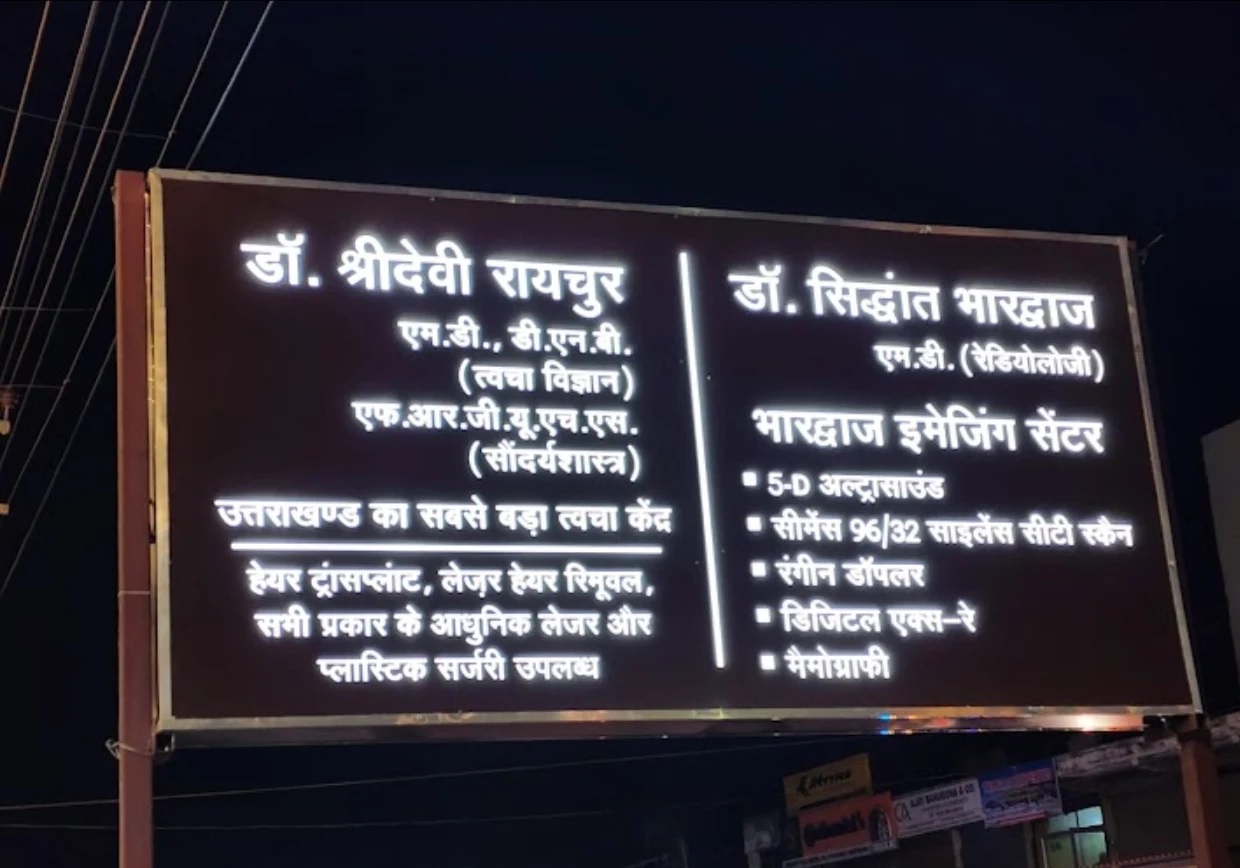 डॉ. श्रीदेवी रायचुर
एम.डी., डी.एन.बी.
(त्वचा विज्ञान)
एफ.आर.जी.यू.एच.एस.
(सौंदर्यशास्त्र)
उत्तराखण्ड का सबसे बड़ा त्वचा केंद्र
हेयर ट्रांसप्लांट, लेज़र हेयर रिमूवल,
सभी प्रकार के आधुनिक लेजर और
प्लास्टिक सर्जरी उपलब्ध
डॉ. सिद्धांत भारद्वाज
एम.डी. (रेडियोलोजी)
भारद्वाज इमेजिंग सेंटर
▪ 5-D अल्ट्रासाउंड
▪ सीमेंस 96/32 साइलेंस सीटी स्कैन
▪ रंगीन डॉपलर
▪ डिजिटल एक्स–रे
▪ मैमोग्राफी
CA